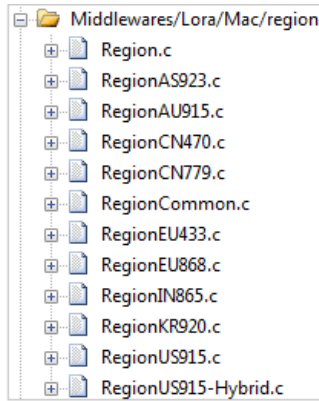 Middlewares/Lora/Mac/region
Region.c
RegionAS923.c
RegionAU915.c
RegionCN470.c
RegionCN779.c
RegionCommon.c
RegionEU433.c
RegionEU868.c
RegionIN865.c
RegionKR920.c
RegionUS915.c
RegionUS915-Hybrid.c